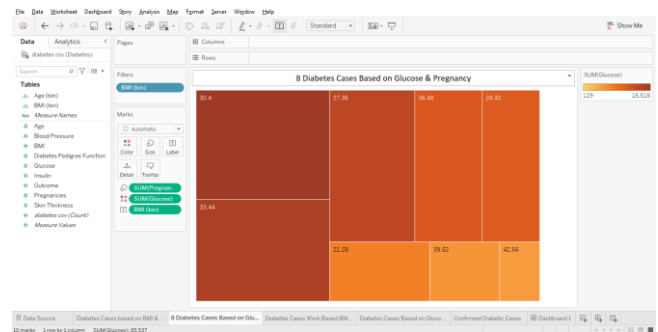 File Data Worksheet Dashboard Story Analysis Map Format Server Window Help
Standard
Show Me
Data Analytics
diabetes csv (Diabetes)
Search
Tables
Age (bin)
BMI (bin)
Measure Names
Age
Blood Pressure
BMI
Diabetes Pedigree Function
Glucose
Insulin
Outcome
Pregnancies
Skin Thickness
diabetes csv (Count)
Measure Values
Pages
Filters
BMI (bin)
Marks
Automatic
Color Size Label
Detail Tooltip
SUM(Pregnan..
SUM(Glucose)
BMI (bin)
Columns
Rows
8 Diabetes Cases Based on Glucose & Pregnancy
30.4 27.36 36.48 24.32
33.44
21.28 39.52 42.56
SUM(Glucose)
129 16,516
Data Source Diabetes Cases based on BMI &... 8 Diabetes Cases Based on Glu... Diabetes Cases Work Based BM... Diabetes Cases Based on Gluco... Confirmed Diabetic Cases Dashboard 1
10 marks 1 row by 1 column SUM(Glucose): 85,537